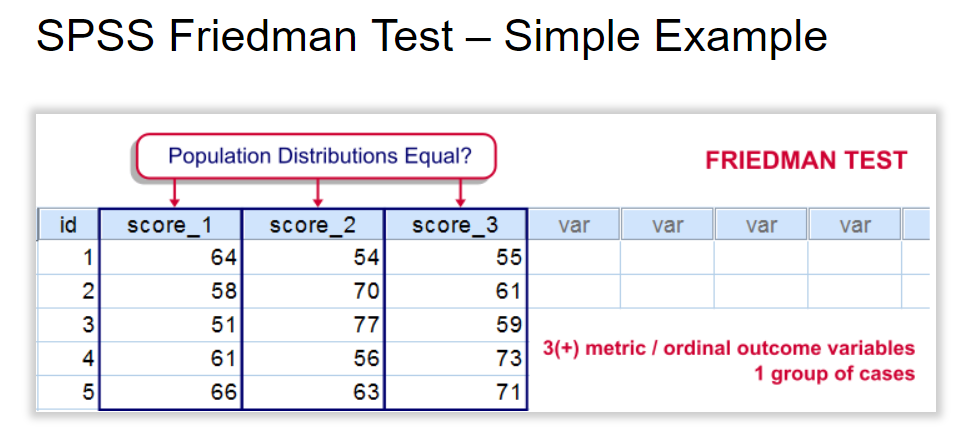 SPSS Friedman Test – Simple Example
Population Distributions Equal?
FRIEDMAN TEST
id score_1 score_2 score_3 var var var var
1 64 54 55
2 58 70 61
3 51 77 59
4 61 56 73
5 66 63 71
3(+) metric / ordinal outcome variables
1 group of cases